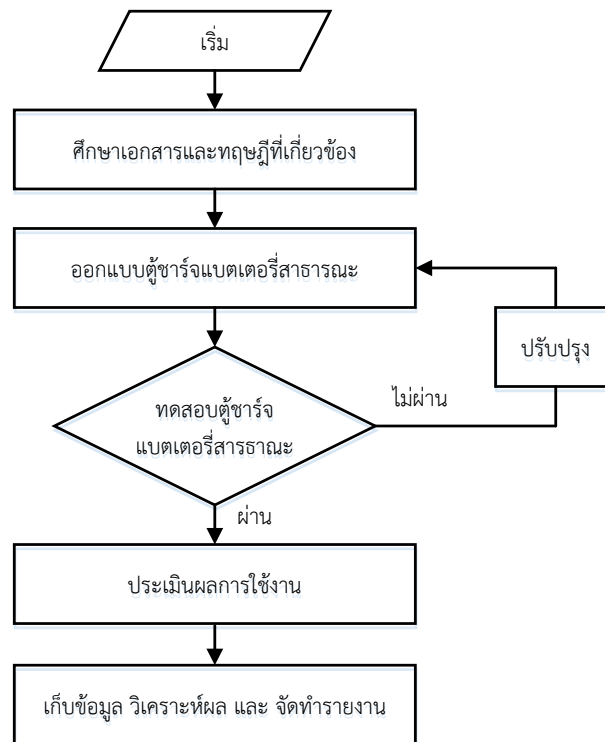 เริ่ม
ศึกษาเอกสารและทฤษฎีที่เกี่ยวข้อง
ออกแบบตู้ชาร์จแบตเตอรี่สาธารณะ
ปรับปรุง
ทดสอบตู้ชาร์จ
แบตเตอรี่สารธาณะ
ไม่ผ่าน
ผ่าน
ประเมินผลการใช้งาน
เก็บข้อมูล วิเคราะห์ผล และ จัดทำรายงาน